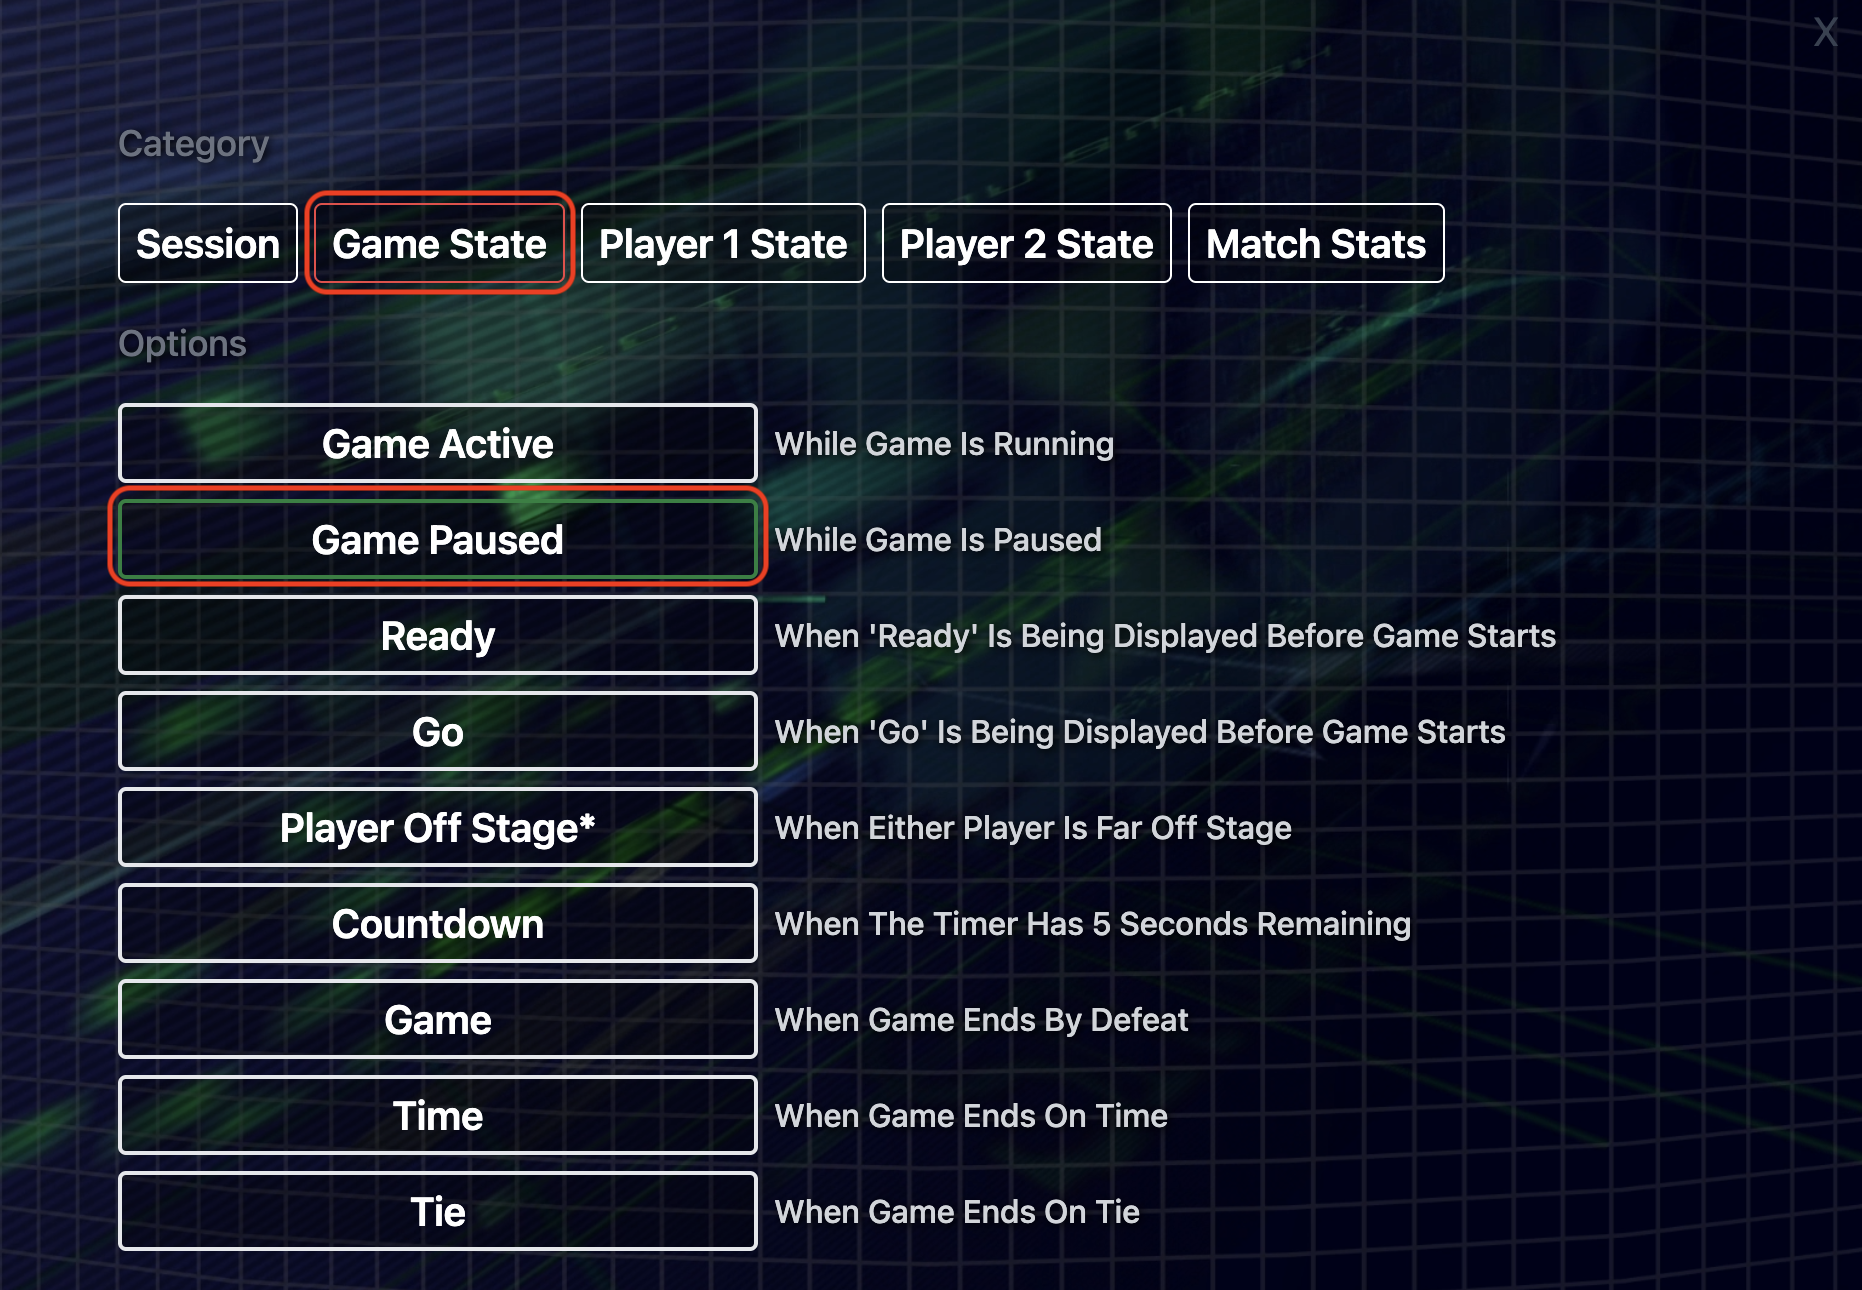 X
Category
Session Game State Player 1 State Player 2 State Match Stats
Options
Game Active While Game Is Running
Game Paused While Game Is Paused
Ready When 'Ready' Is Being Displayed Before Game Starts
Go When 'Go' Is Being Displayed Before Game Starts
Player Off Stage* When Either Player Is Far Off Stage
Countdown When The Timer Has 5 Seconds Remaining
Game When Game Ends By Defeat
Time When Game Ends On Time
Tie When Game Ends On Tie